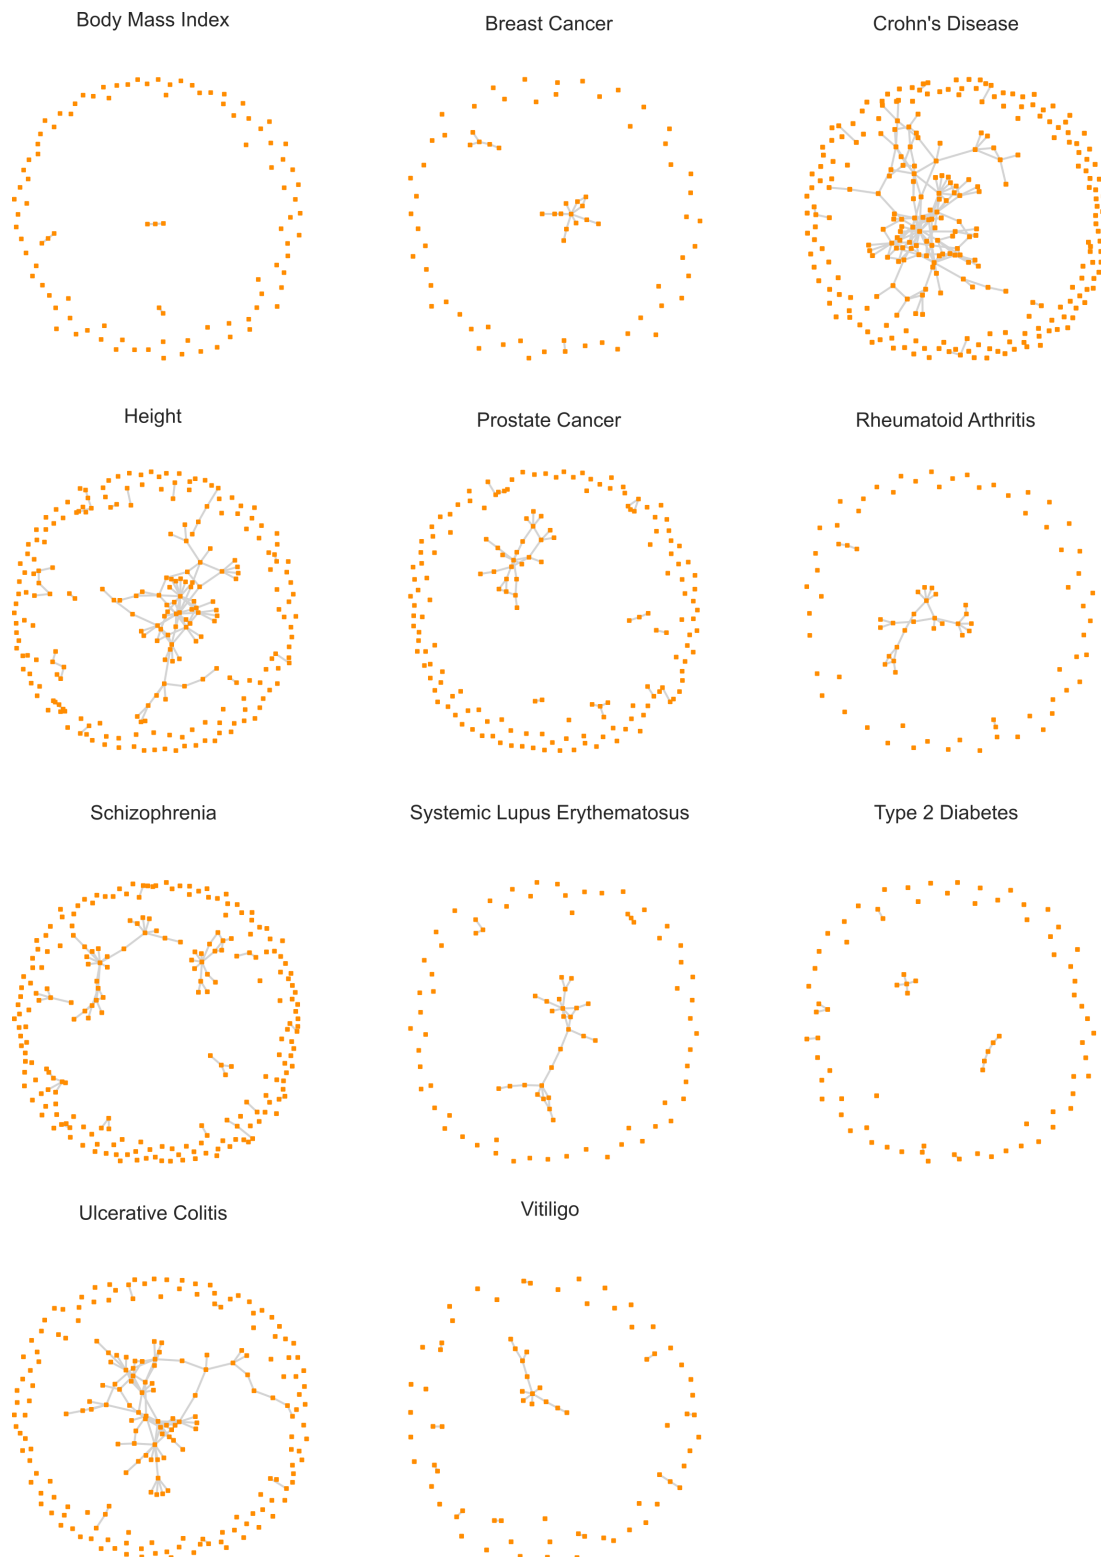 Body Mass Index
Breast Cancer
Crohn's Disease
Height
Prostate Cancer
Rheumatoid Arthritis
Schizophrenia
Systemic Lupus Erythematosus
Type 2 Diabetes
Ulcerative Colitis
Vitiligo